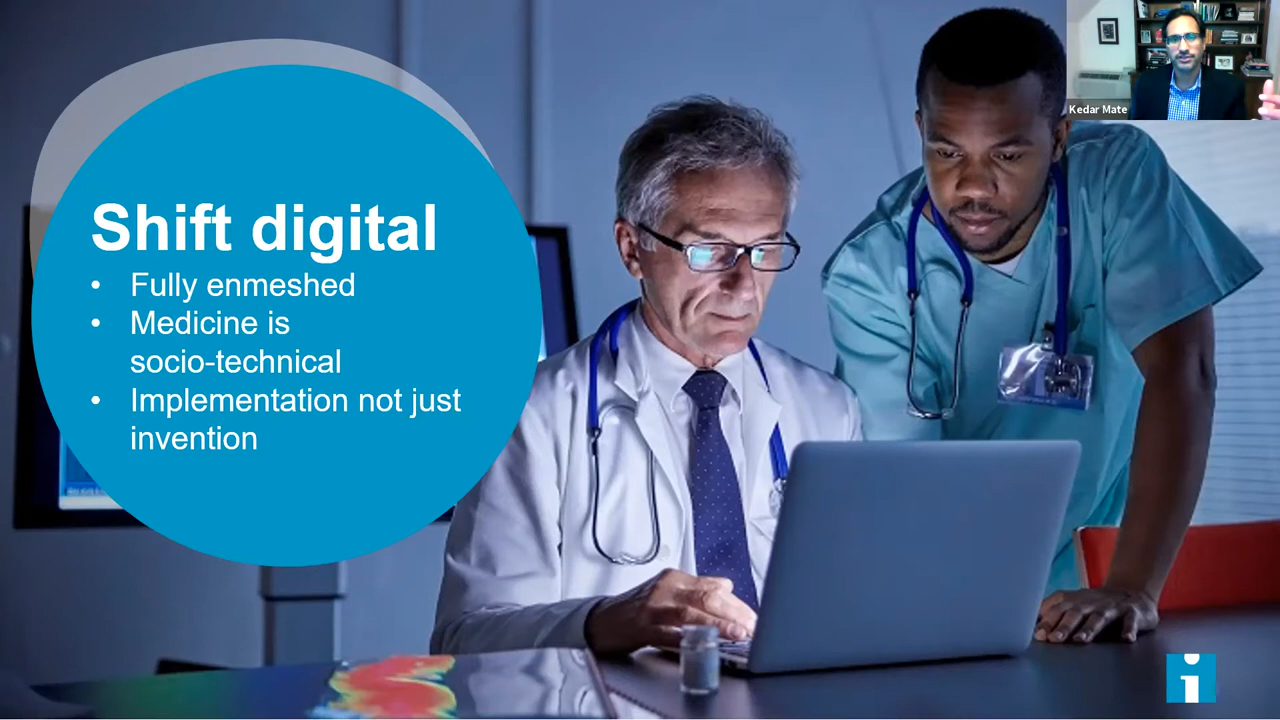 Kedar Mate
Shift digital
• Fully enmeshed
• Medicine is
socio-technical
• Implementation not just
invention